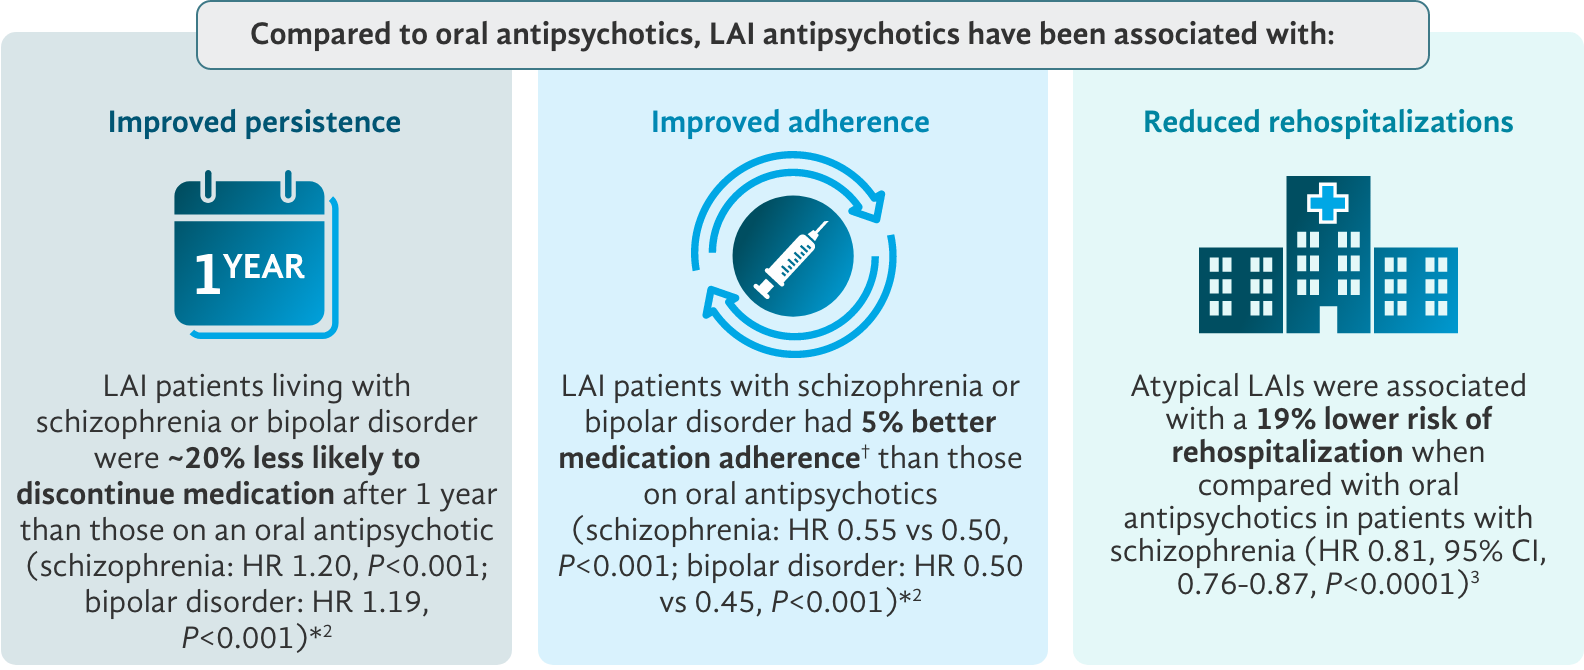 Compared to oral antipsychotics, LAI antipsychotics have been associated with:
Improved persistence
1 YEAR
LAI patients living with
schizophrenia or bipolar disorder
were ~20% less likely to
discontinue medication after 1 year
than those on an oral antipsychotic
(schizophrenia: HR 1.20, P<0.001;
bipolar disorder: HR 1.19,
P<0.001)*2
Improved adherence
LAI patients with schizophrenia or
bipolar disorder had 5% better
medication adherence† than those
on oral antipsychotics
(schizophrenia: HR 0.55 vs 0.50,
P<0.001; bipolar disorder: HR 0.50
vs 0.45, P<0.001)*2
Reduced rehospitalizations
Atypical LAIs were associated
with a 19% lower risk of
rehospitalization when
compared with oral
antipsychotics in patients with
schizophrenia (HR 0.81, 95% CI,
0.76-0.87, P<0.0001)3